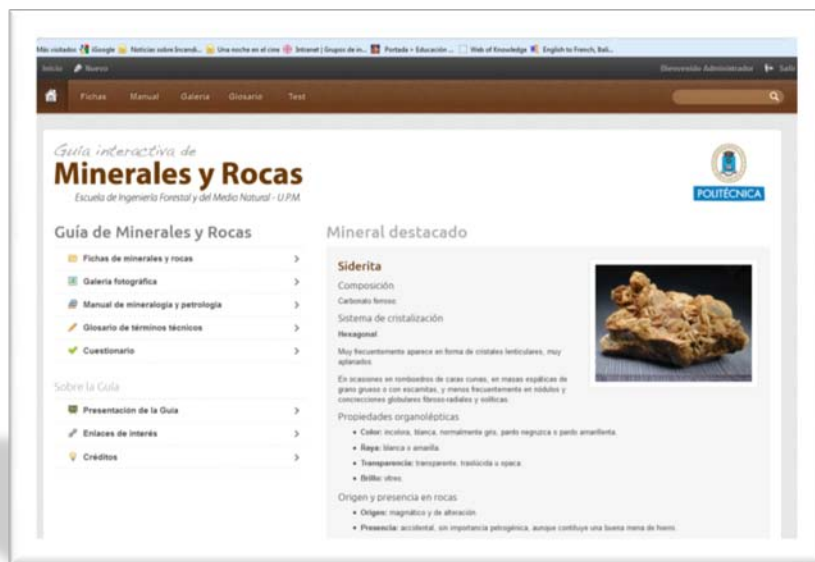 Más visitados iGoogle Noticias sobre Incendi... Una noche en el cine Intranet | Grupos de in... Portada - Educación ... Web of Knowledge English to French, Bali...
Inicio Nuevo Bienvenido Administrador Salir
Fichas Manual Galería Glosario Test
Guía interactiva de
Minerales y Rocas
Escuela de Ingeniería Forestal y del Medio Natural - U.P.M.
POLITÉCNICA
Guía de Minerales y Rocas
Fichas de minerales y rocas
Galería fotográfica
Manual de mineralogía y petrología
Glosario de términos técnicos
Cuestionario
Sobre la Guía
Presentación de la Guía
Enlaces de interés
Créditos
Mineral destacado
Siderita
Composición
Carbonato ferroso.
Sistema de cristalización
Hexagonal
Muy frecuentemente aparece en forma de cristales lenticulares, muy
aplanados.
En ocasiones en romboedros de caras curvas, en masas espáticas de
grano grueso o con escamitas, y menos frecuentemente en nódulos y
concrecciones globulares fibroso-radiales y oolíticas.
Propiedades organolépticas
Color: incolora, blanca, normalmente gris, pardo negruzca o pardo amarillenta.
Raya: blanca o amarilla.
Transparencia: transparente, traslúcida u opaca.
Brillo: vítreo.
Origen y presencia en rocas
Origen: magmático y de alteración.
Presencia: accidental, sin importancia petrogénica, aunque contituye una buena mena de hierro.